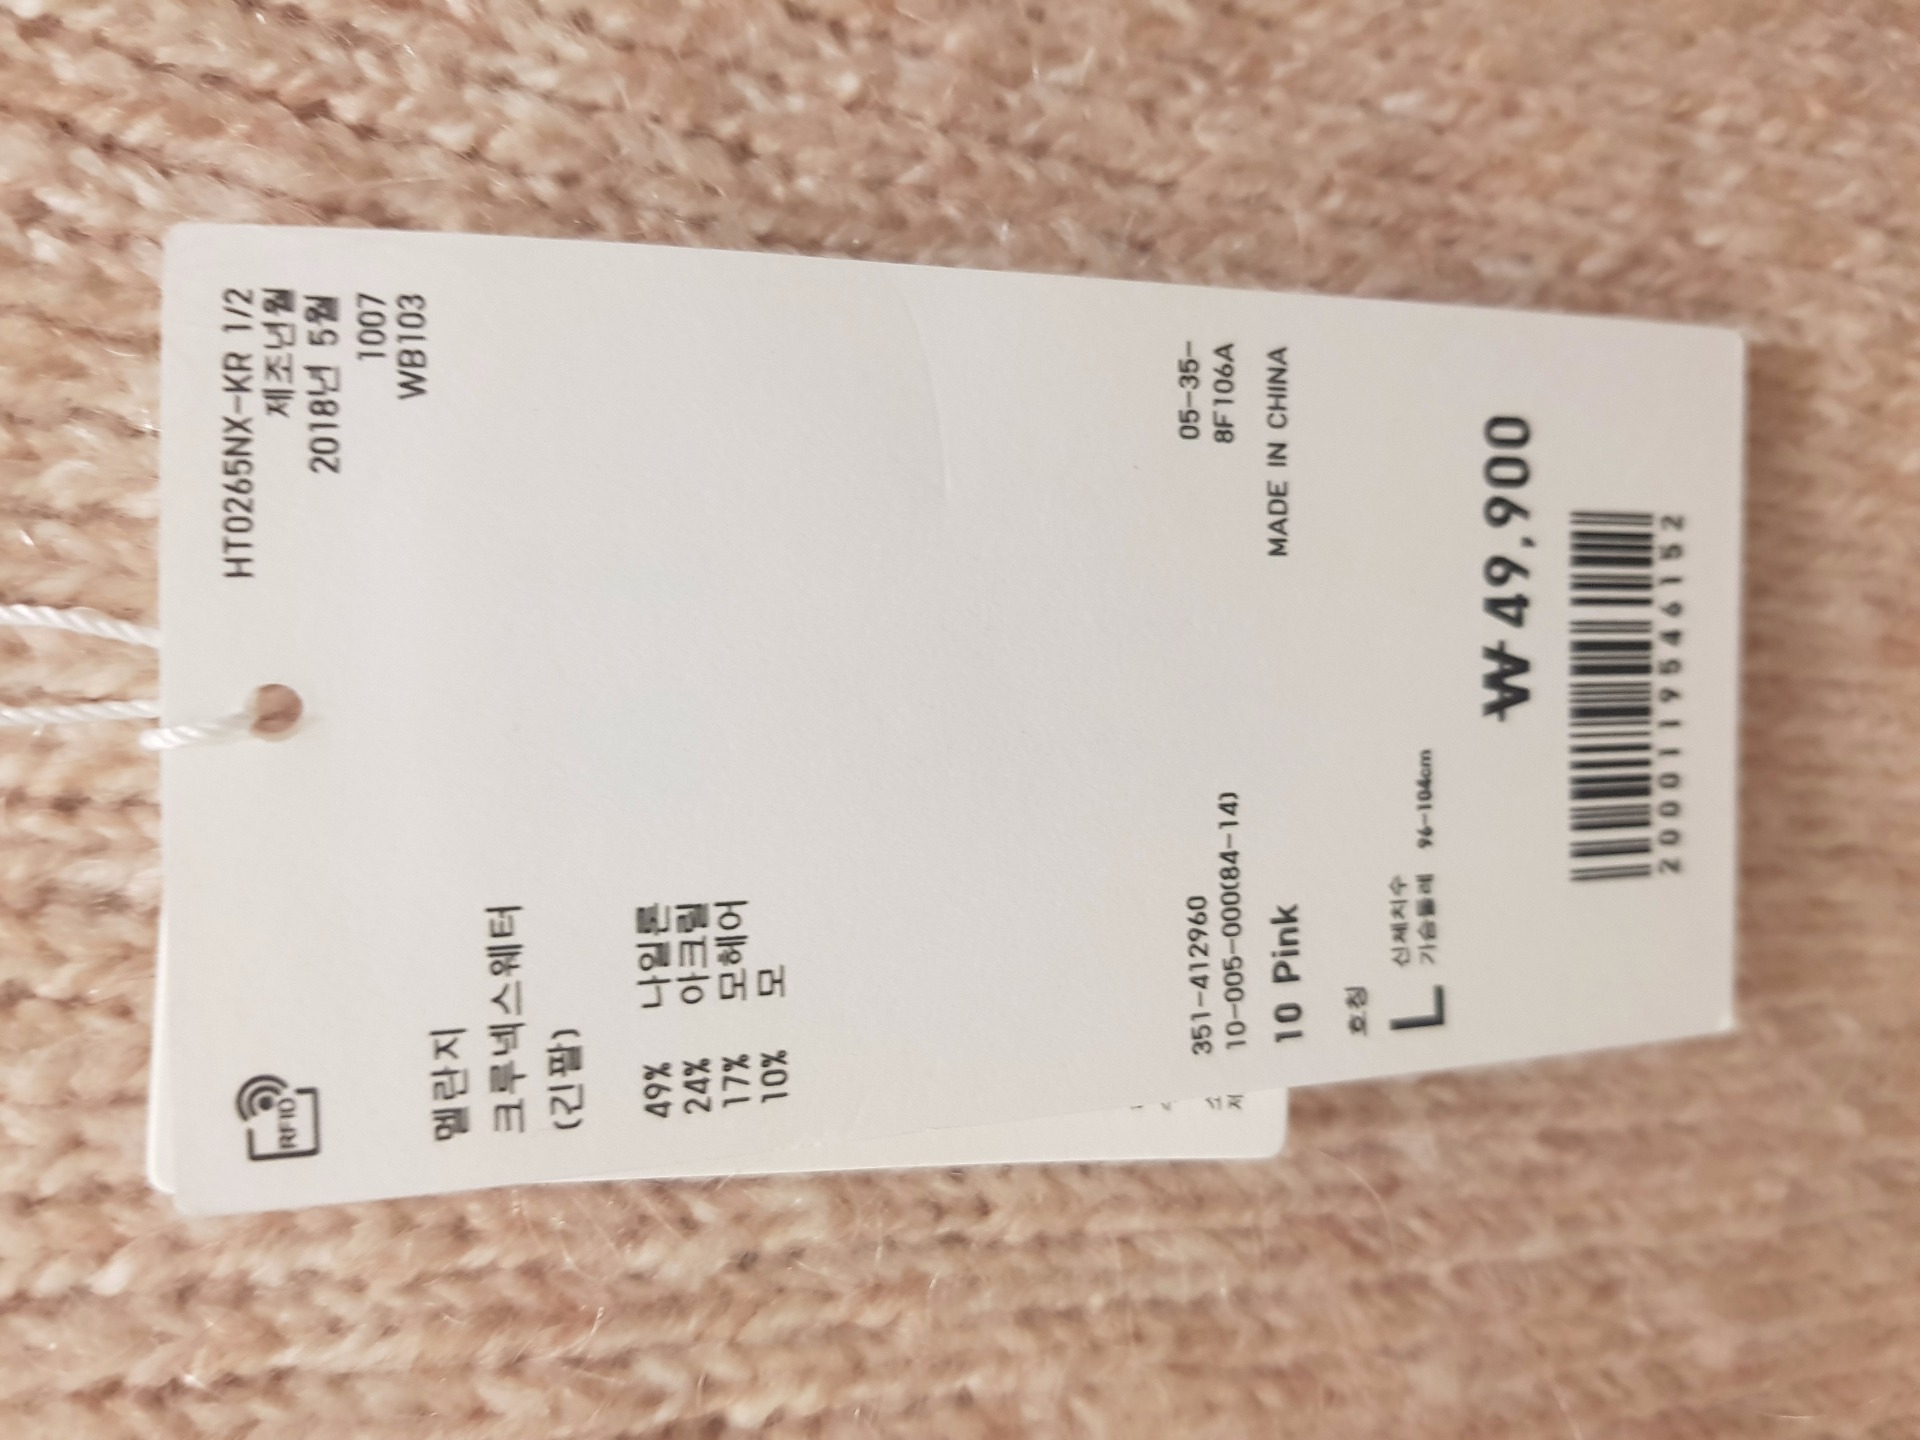 HT0265NX-KR 1/2
제조년월
2018년 5월
1007
WB103
RFID
멜란지
크루넥스웨터
(긴팔)
49% 나일론
24% 아크릴
17% 모헤어
10% 모
351-412960 05-35-
10-005-000(84-14) 8F106A
10 Pink MADE IN CHINA
호칭
L 신체치수
가슴둘레 96-104cm
₩49,900
2000119546152